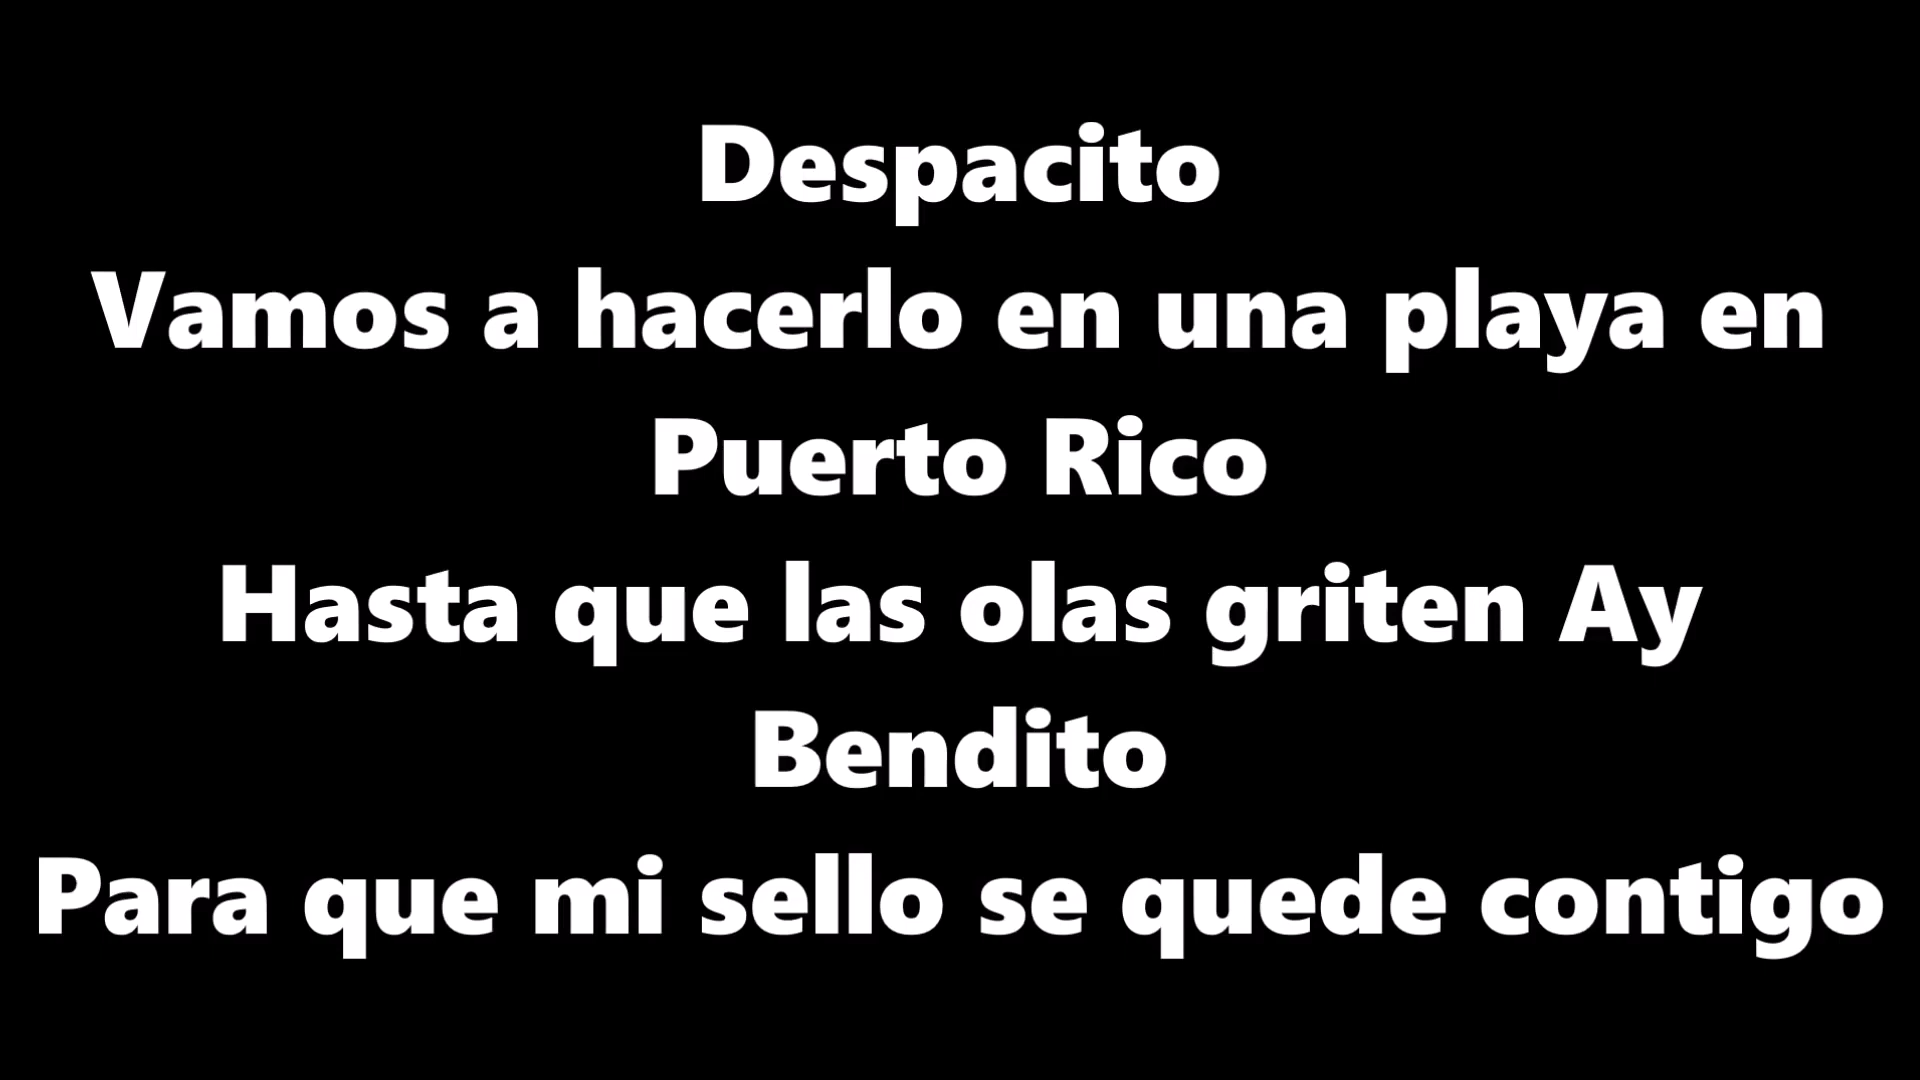 Despacito
Vamos a hacerlo en una playa en
Puerto Rico
Hasta que las olas griten Ay
Bendito
Para que mi sello se quede contigo